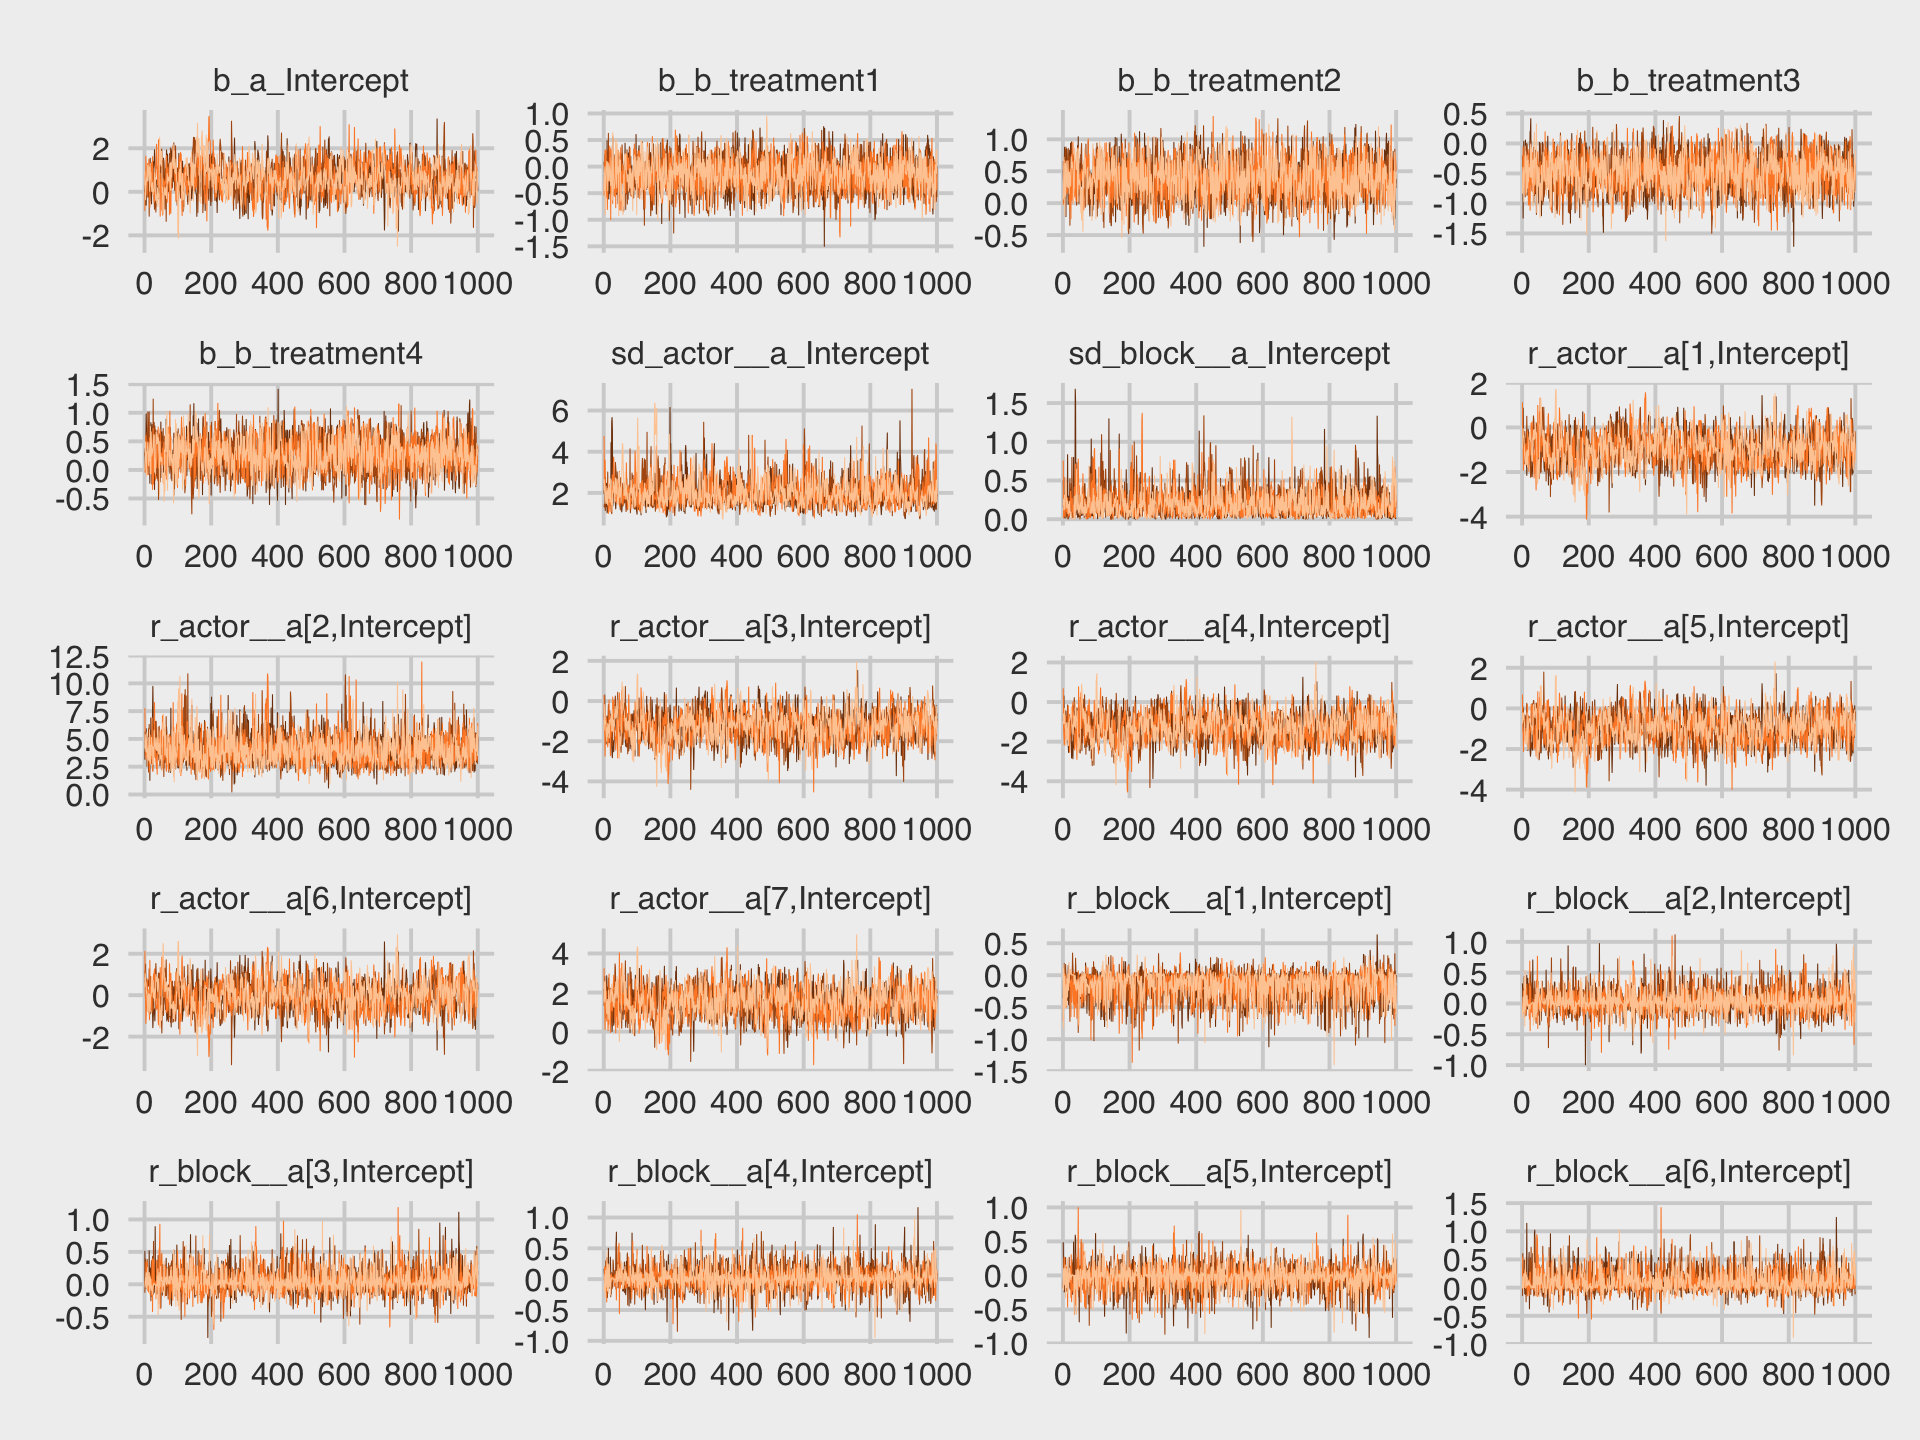 b_a_Intercept b_b_treatment1 b_b_treatment2 b_b_treatment3
2 0 -2
0 200 400 600 800 1000
1.0 0.5 0.0 -0.5 -1.0 -1.5
0 200 400 600 800 1000
1.0 0.5 0.0 -0.5
0 200 400 600 800 1000
0.5 0.0 -0.5 -1.0 -1.5
0 200 400 600 800 1000
b_b_treatment4 sd_actor__a_Intercept sd_block__a_Intercept r_actor__a[1,Intercept]
1.5 1.0 0.5 0.0 -0.5
0 200 400 600 800 1000
6 4 2
0 200 400 600 800 1000
1.5 1.0 0.5 0.0
0 200 400 600 800 1000
2 0 -2 -4
0 200 400 600 800 1000
r_actor__a[2,Intercept] r_actor__a[3,Intercept] r_actor__a[4,Intercept] r_actor__a[5,Intercept]
12.5 10.0 7.5 5.0 2.5 0.0
0 200 400 600 800 1000
2 0 -2 -4
0 200 400 600 800 1000
2 0 -2 -4
0 200 400 600 800 1000
2 0 -2 -4
0 200 400 600 800 1000
r_actor__a[6,Intercept] r_actor__a[7,Intercept] r_block__a[1,Intercept] r_block__a[2,Intercept]
2 0 -2
0 200 400 600 800 1000
4 2 0 -2
0 200 400 600 800 1000
0.5 0.0 -0.5 -1.0 -1.5
0 200 400 600 800 1000
1.0 0.5 0.0 -0.5 -1.0
0 200 400 600 800 1000
r_block__a[3,Intercept] r_block__a[4,Intercept] r_block__a[5,Intercept] r_block__a[6,Intercept]
1.0 0.5 0.0 -0.5
0 200 400 600 800 1000
1.0 0.5 0.0 -0.5 -1.0
0 200 400 600 800 1000
1.0 0.5 0.0 -0.5 -1.0
0 200 400 600 800 1000
1.5 1.0 0.5 0.0 -0.5 -1.0
0 200 400 600 800 1000